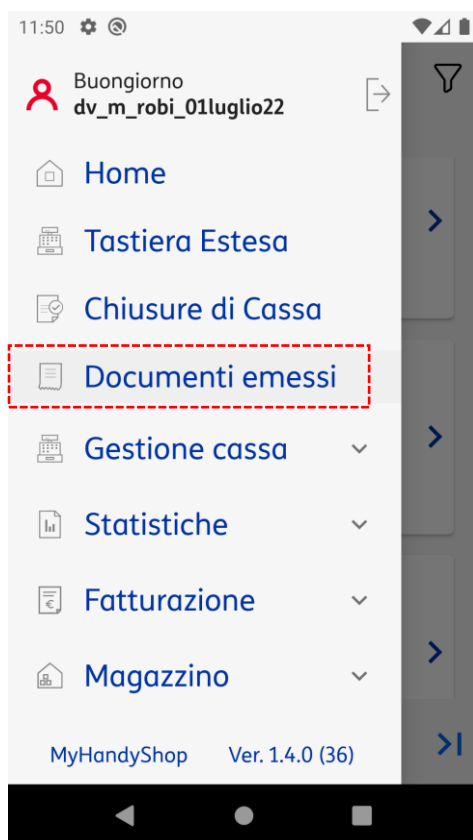 11:50
Buongiorno
dv_m_robi_01luglio22
Home
Tastiera Estesa
Chiusure di Cassa
Documenti emessi
Gestione cassa
Statistiche
Fatturazione
Magazzino
MyHandyShop Ver. 1.4.0 (36)